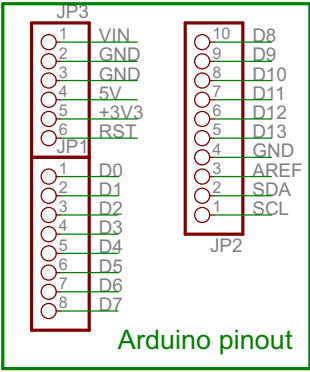 JP3
1 VIN
2 GND
3 GND
4 5V
5 +3V3
6 RST
JP1
1 D0
2 D1
3 D2
4 D3
5 D4
6 D5
7 D6
8 D7
10 D8
9 D9
8 D10
7 D11
6 D12
5 D13
4 GND
3 AREF
2 SDA
1 SCL
JP2
Arduino pinout